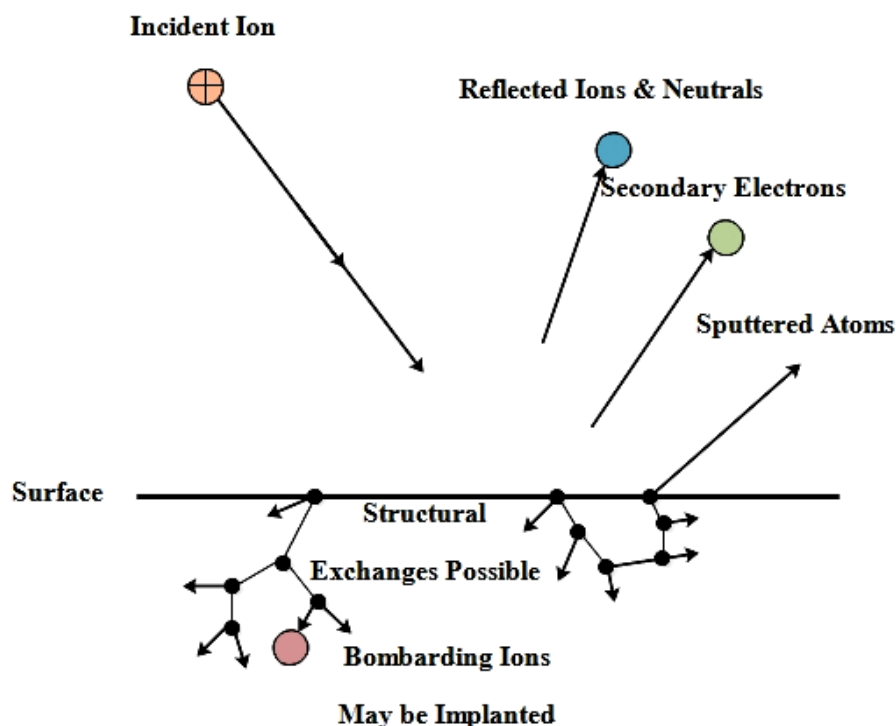 Incident Ion
Reflected Ions & Neutrals
Secondary Electrons
Sputtered Atoms
Surface
Structural
Exchanges Possible
Bombarding Ions
May be Implanted